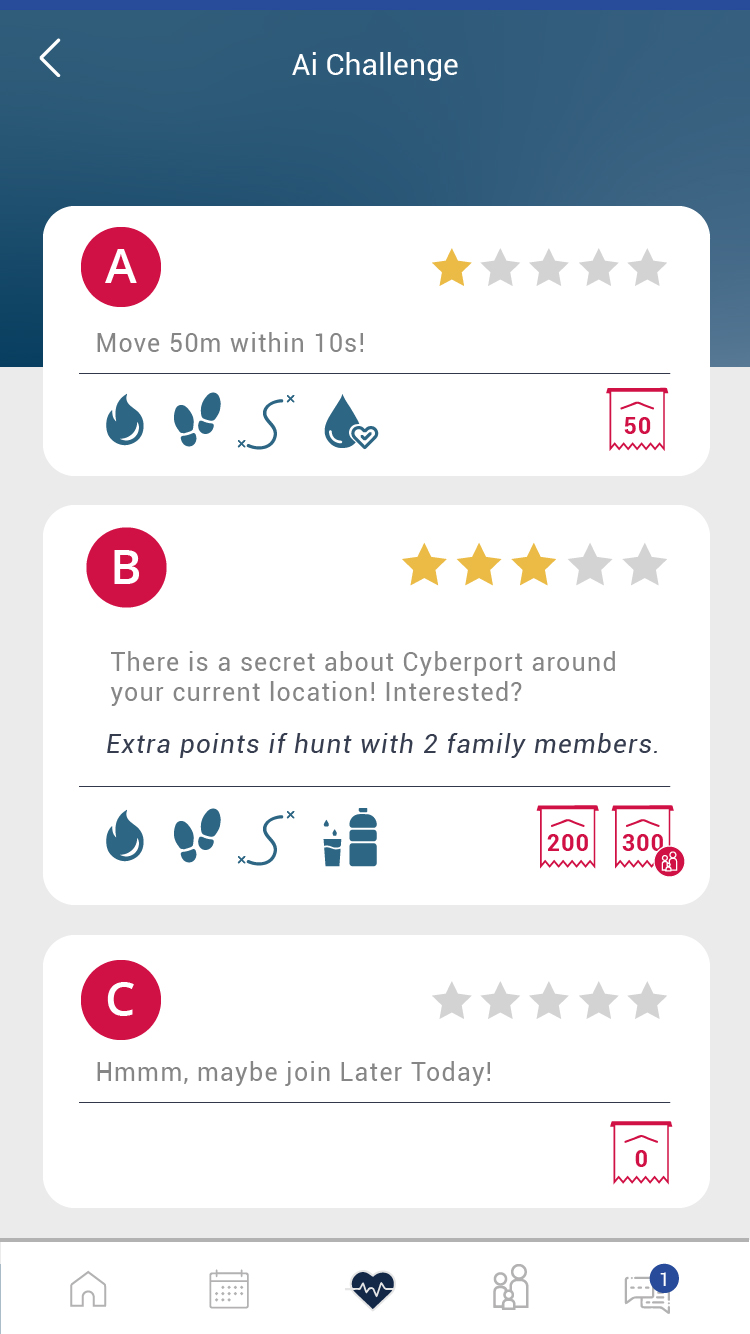 Ai Challenge
A
Move 50m within 10s!
50
B
There is a secret about Cyberport around
your current location! Interested?
Extra points if hunt with 2 family members.
200
300
C
Hmmm, maybe join Later Today!
0
1